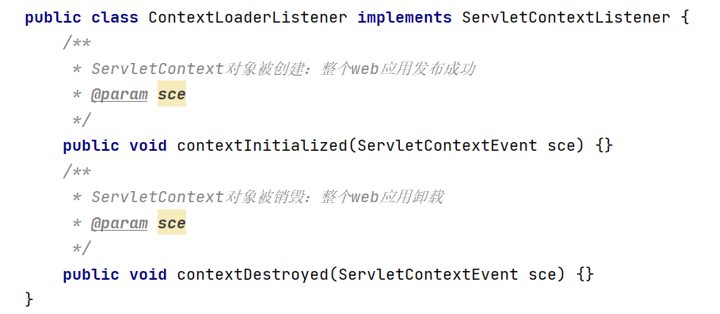 public class ContextLoaderListener implements ServletContextListener {
/**
* ServletContext对象被创建：整个web应用发布成功
* @param sce
*/
public void contextInitialized(ServletContextEvent sce) {}
/**
* ServletContext对象被销毁：整个web应用卸载
* @param sce
*/
public void contextDestroyed(ServletContextEvent sce) {}
}